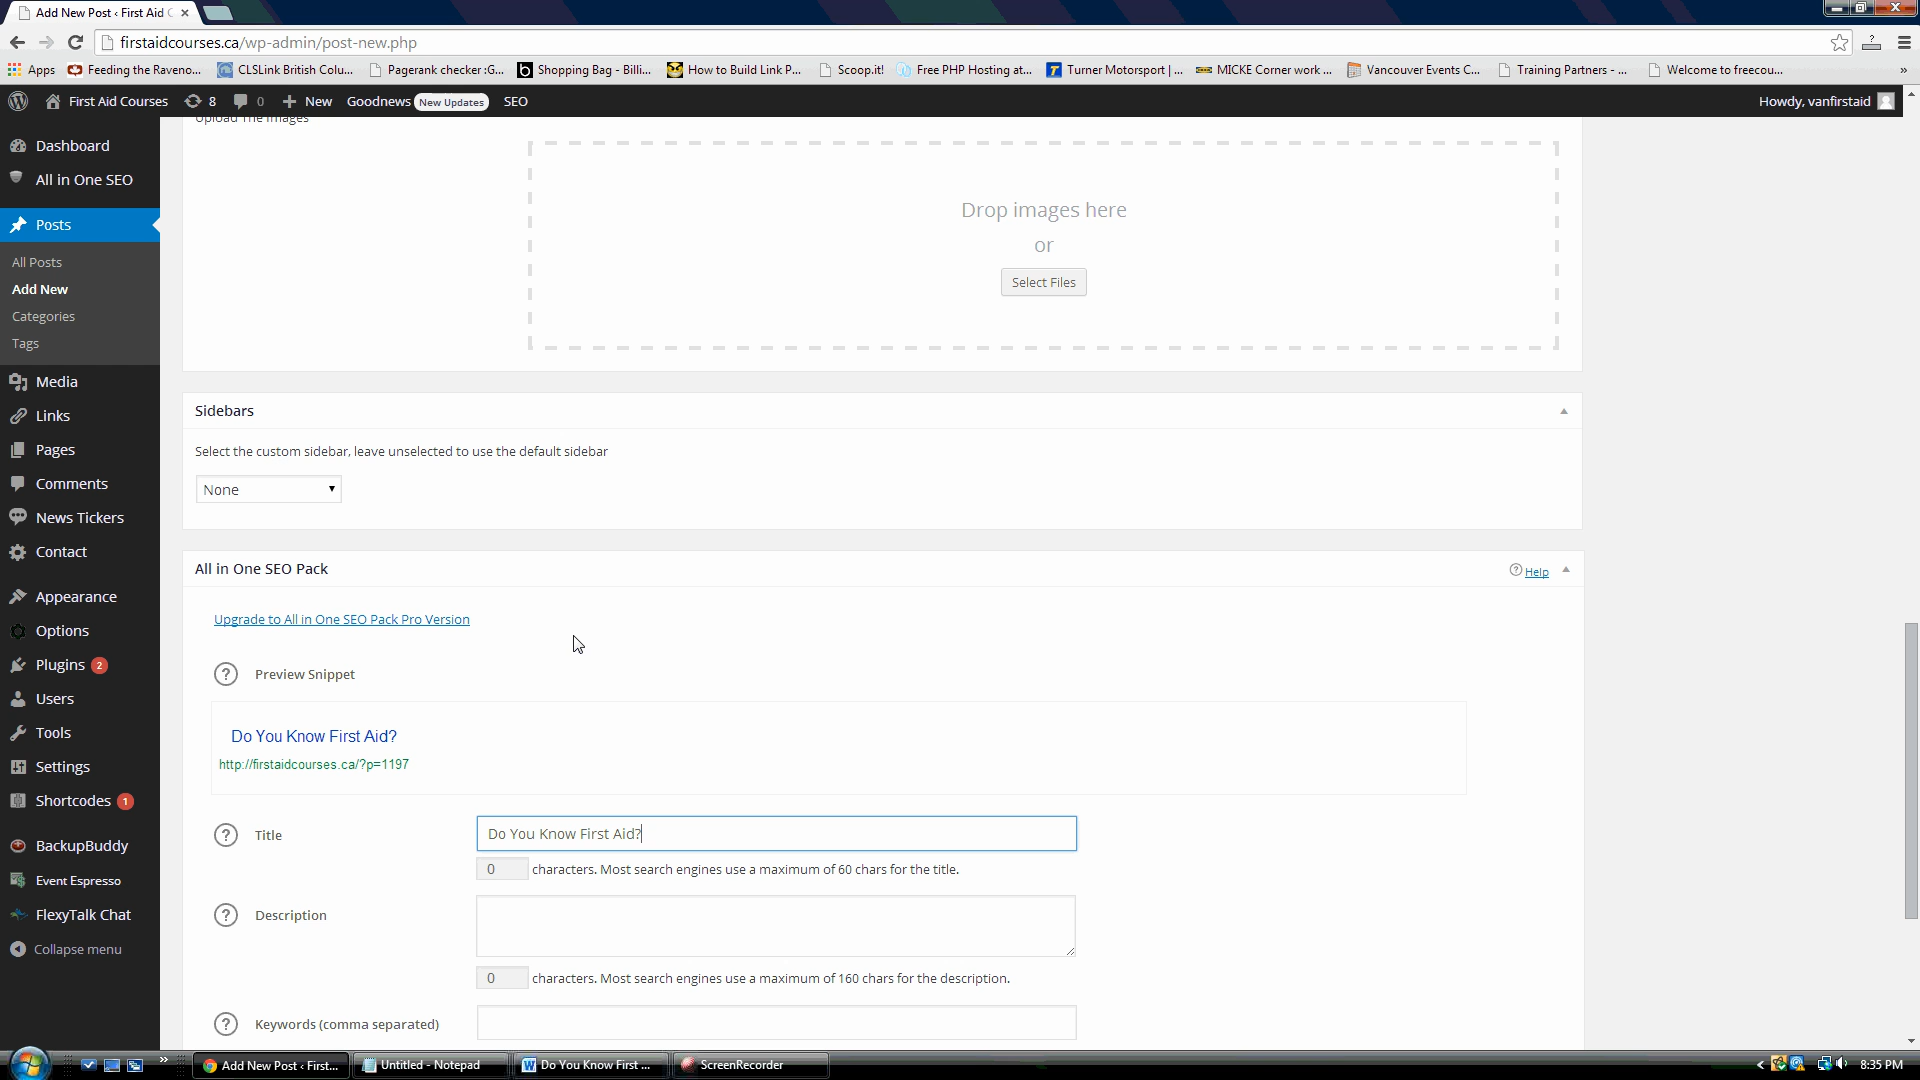 Add New Post ‹ First Aid C
firstaidcourses.ca/wp-admin/post-new.php
Apps
Feeding the Raveno...
CLSLink British Colu...
Pagerank checker :G...
Shopping Bag - Billi...
How to Build Link P...
Scoop.it!
Free PHP Hosting at...
Turner Motorsport | ...
MICKE Corner work ...
Vancouver Events C...
Training Partners - ...
Welcome to freecou...
»
First Aid Courses
8
0
New
Goodnews New Updates
SEO
Howdy, vanfirstaid
Dashboard
All in One SEO
Posts
All Posts
Add New
Categories
Tags
Media
Links
Pages
Comments
News Tickers
Contact
Appearance
Options
Plugins 2
Users
Tools
Settings
Shortcodes 1
BackupBuddy
Event Espresso
FlexyTalk Chat
Collapse menu
Upload The Images
Drop images here
or
Select Files
Sidebars
Select the custom sidebar, leave unselected to use the default sidebar
None
All in One SEO Pack
Help
Upgrade to All in One SEO Pack Pro Version
Preview Snippet
Do You Know First Aid?
http://firstaidcourses.ca/?p=1197
Title
Do You Know First Aid?
0 characters. Most search engines use a maximum of 60 chars for the title.
Description
0 characters. Most search engines use a maximum of 160 chars for the description.
Keywords (comma separated)
Add New Post ‹ First...
Untitled - Notepad
Do You Know First ...
ScreenRecorder
8:35 PM